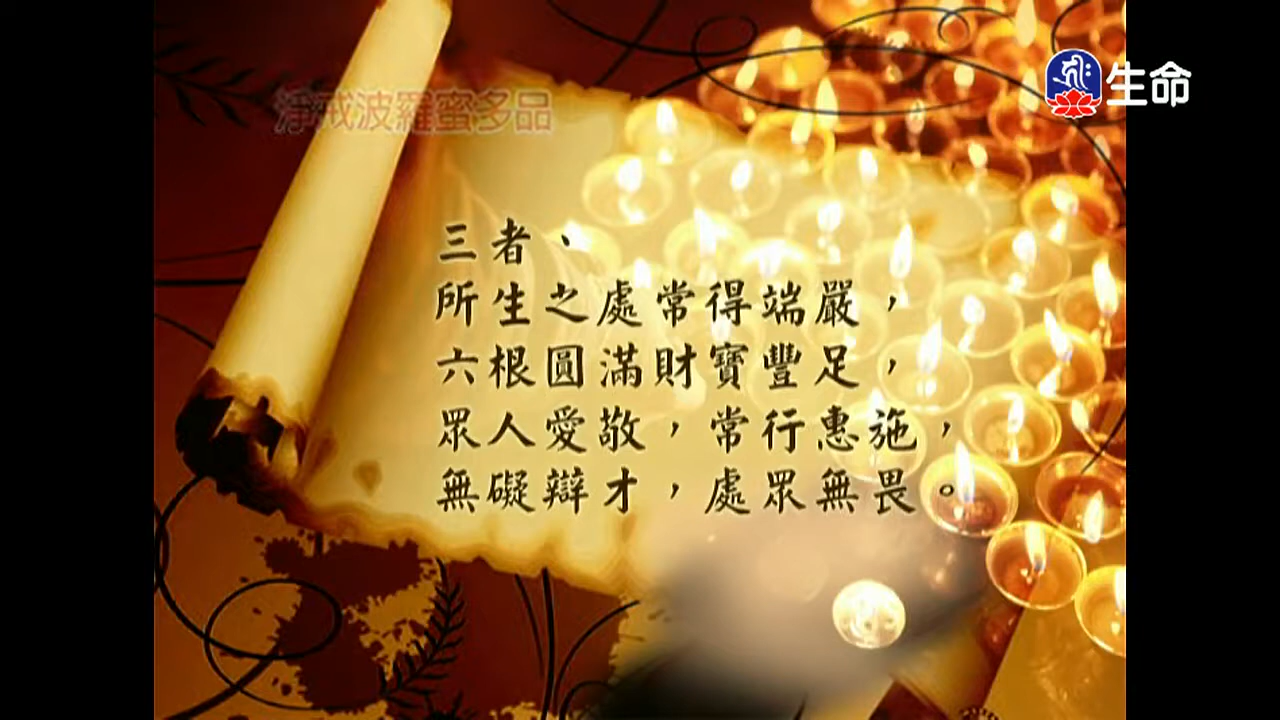 生命
淨戒波羅蜜多品
三者、
所生之處常得端嚴，
六根圓滿財寶豐足，
眾人愛敬，常行惠施，
無礙辯才，處眾無畏。